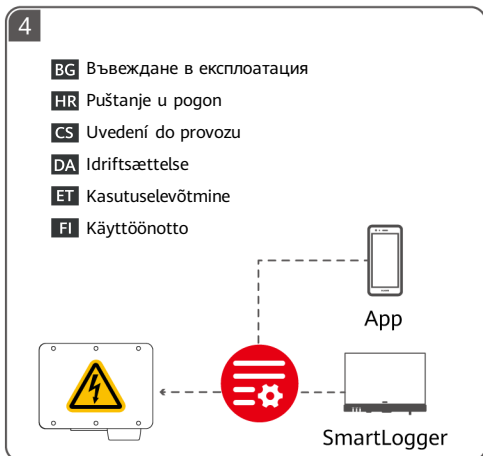 4
BG Въвеждане в експлоатация
HR Puštanje u pogon
CS Uvedení do provozu
DA Idriftsættelse
ET Kasutuselevõtmine
FI Käyttöönotto
App
SmartLogger